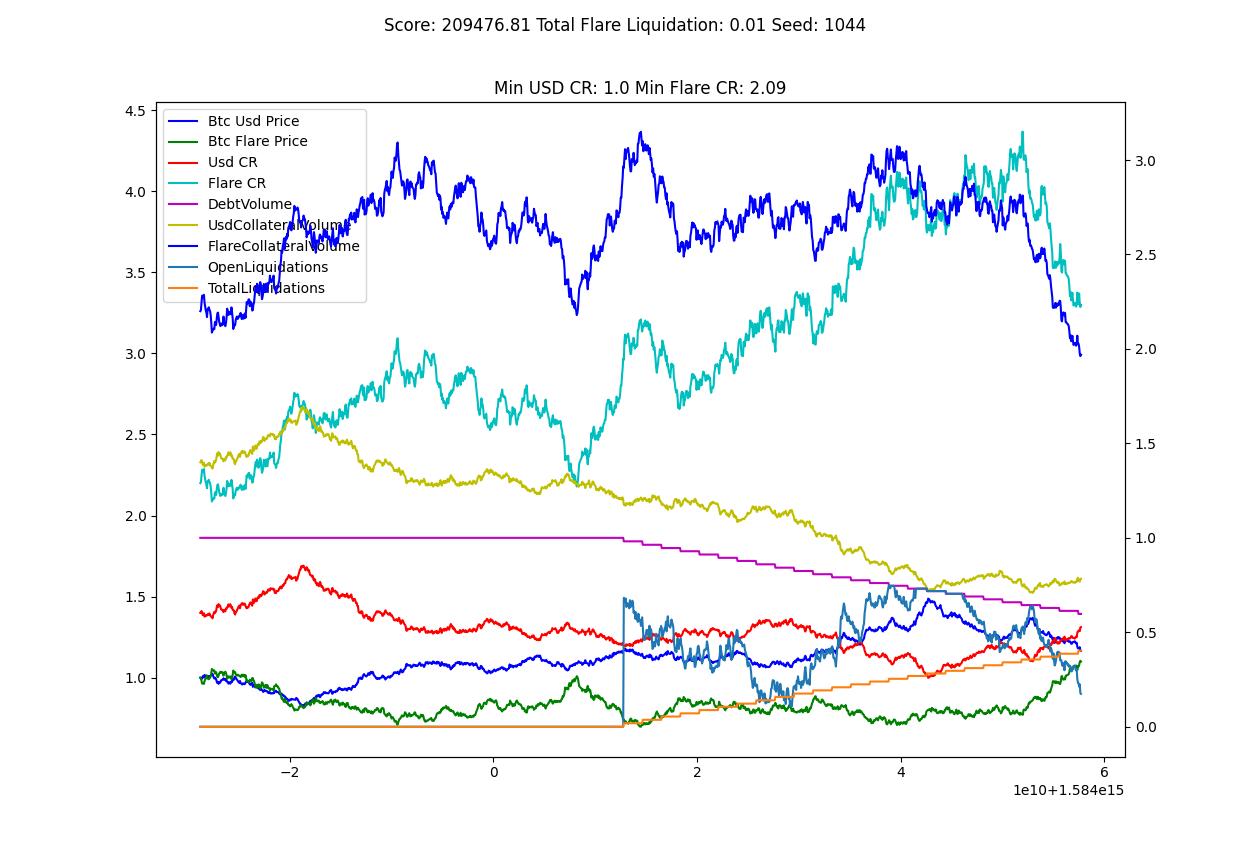 Score: 209476.81 Total Flare Liquidation: 0.01 Seed: 1044
Min USD CR: 1.0 Min Flare CR: 2.09
Btc Usd Price
Btc Flare Price
Usd CR
Flare CR
DebtVolume
UsdCollateralVolume
FlareCollateralVolume
OpenLiquidations
TotalLiquidations
4.5
4.0
3.5
3.0
2.5
2.0
1.5
1.0
3.0
2.5
2.0
1.5
1.0
0.5
0.0
−2
0
2
4
6
1e10+1.584e15